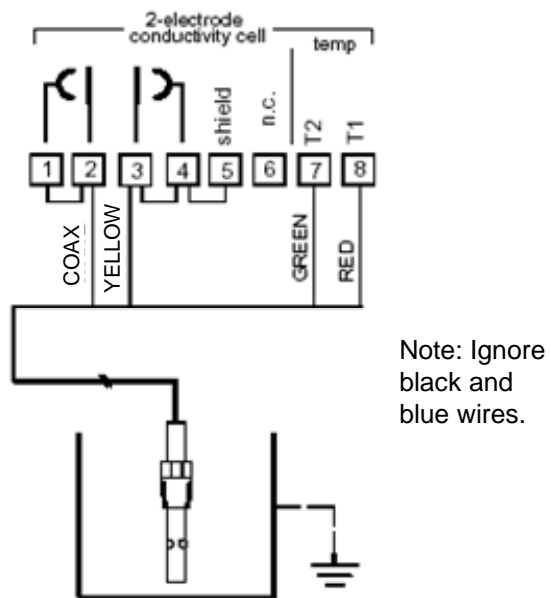 2-electrode
conductivity cell
temp
shield
n.c.
T2
T1
1 2 3 4 5 6 7 8
COAX
YELLOW
GREEN
RED
Note: Ignore
black and
blue wires.